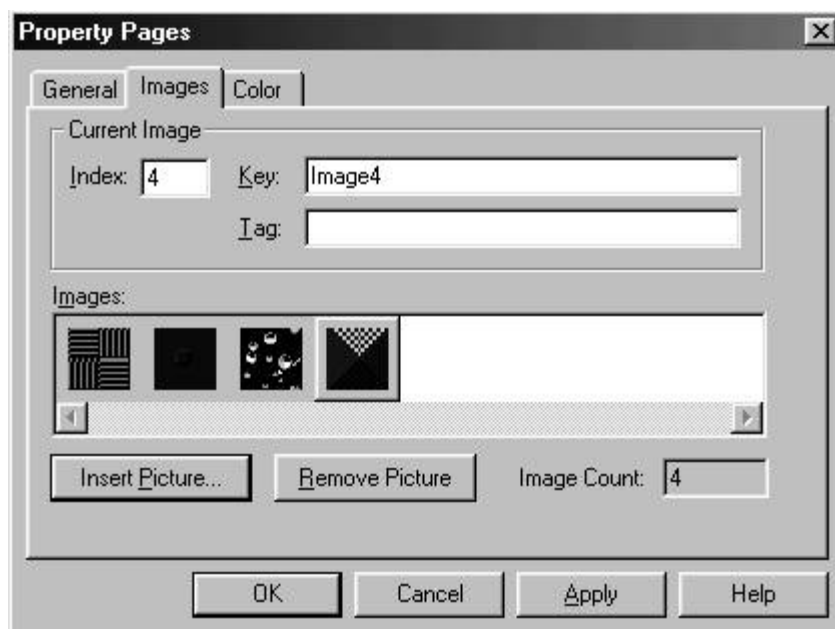 Property Pages
General Images Color
Current Image
Index: 4 Key: Image4
Tag:
Images:
Insert Picture... Remove Picture Image Count: 4
OK Cancel Apply Help